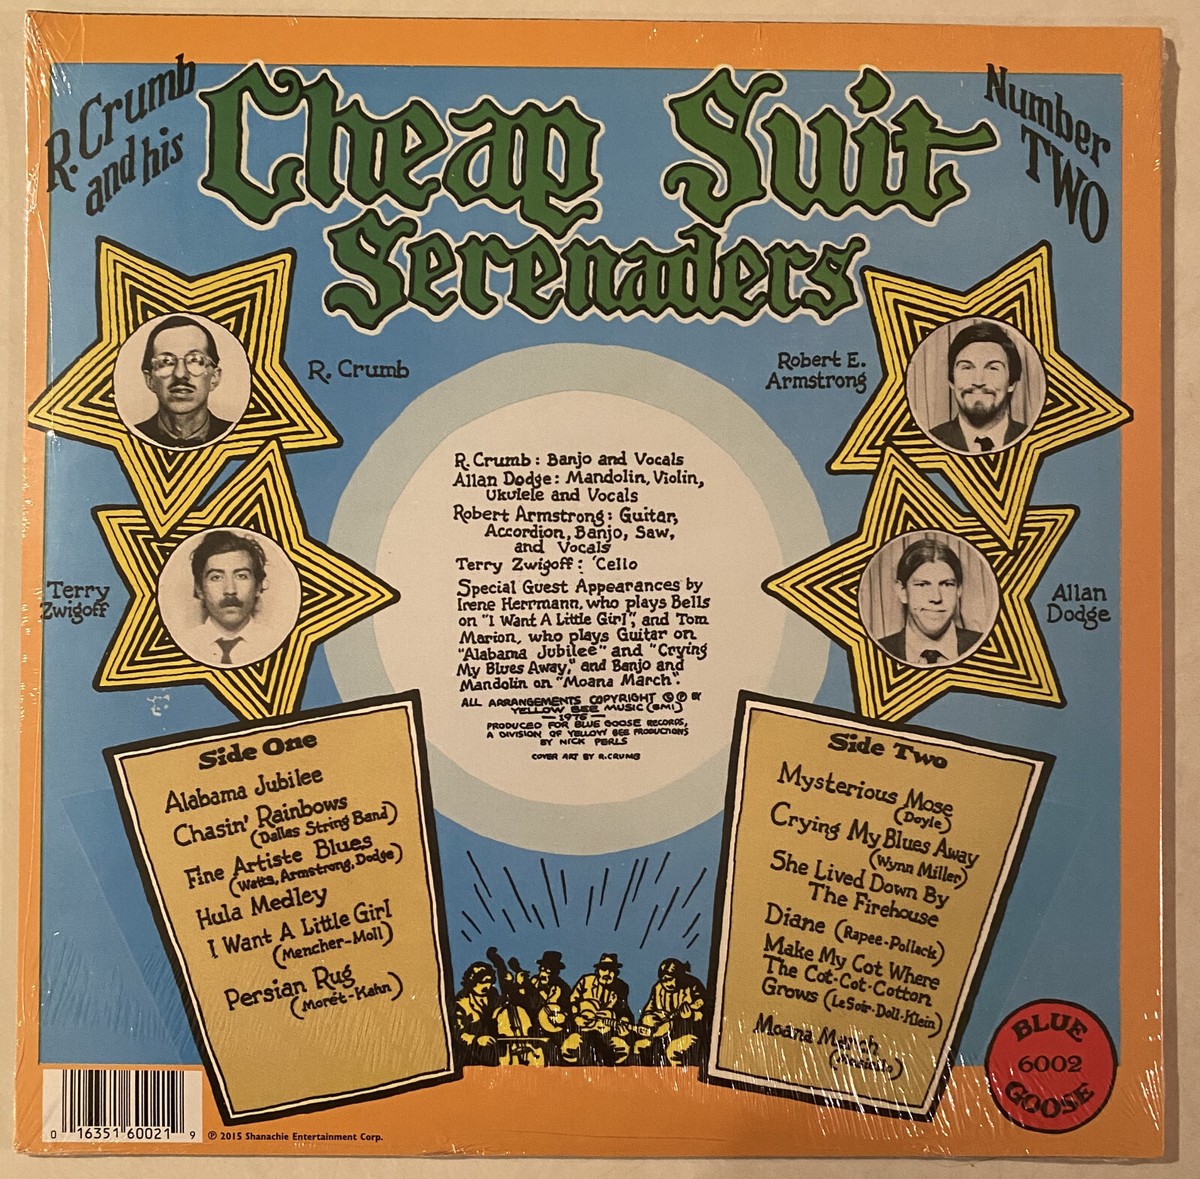 R. Crumb
and his
Cheap Suit
Serenaders
Number
TWO
R. Crumb
Robert E.
Armstrong
Terry
Zwigoff
Allan
Dodge
R. Crumb: Banjo and Vocals
Allan Dodge: Mandolin, Violin,
Ukulele and Vocals
Robert Armstrong: Guitar,
Accordion, Banjo, Saw,
and Vocals
Terry Zwigoff: 'Cello
Special Guest Appearances by
Irene Herrmann, who plays Bells
on "I Want A Little Girl", and Tom
Marion, who plays Guitar on
"Alabama Jubilee" and "Crying
My Blues Away," and Banjo and
Mandolin on "Moana March".
ALL ARRANGEMENTS COPYRIGHT © ℗ BY
YELLOW BEE MUSIC (BMI)
— 1976 —
PRODUCED FOR BLUE GOOSE RECORDS,
A DIVISION OF YELLOW BEE PRODUCTIONS
BY NICK PERLS
COVER ART BY R. CRUMB
Side One
Alabama Jubilee
Chasin' Rainbows
(Dallas String Band)
Fine Artiste Blues
(Watts, Armstrong, Dodge)
Hula Medley
I Want A Little Girl
(Mencher-Moll)
Persian Rug
(Morét-Kahn)
Side Two
Mysterious Mose
(Doyle)
Crying My Blues Away
(Wynn Miller)
She Lived Down By
The Firehouse
Diane (Rapee-Pollack)
Make My Cot Where
The Cot-Cot-Cotton
Grows (LeSoir-Doll-Klein)
Moana March
BLUE
6002
GOOSE
0 16351 60021 9
℗ 2015 Shanachie Entertainment Corp.